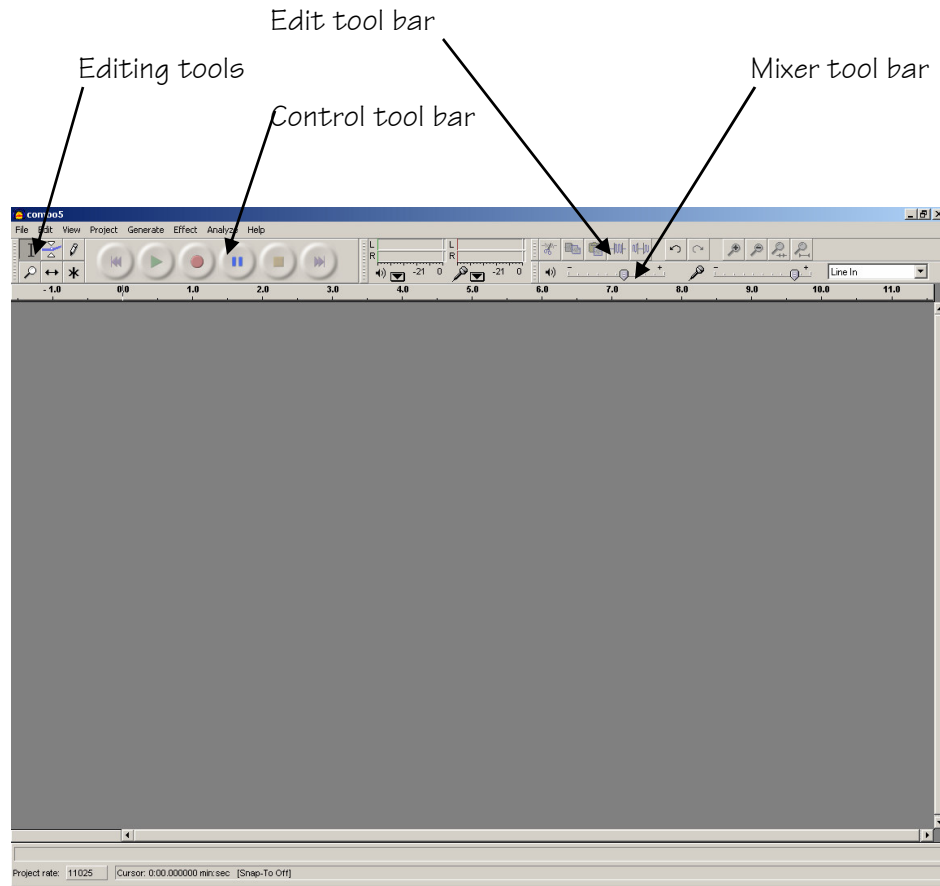 Edit tool bar
Editing tools
Mixer tool bar
Control tool bar
combo5
File Edit View Project Generate Effect Analyze Help
L L
R R
-21 0 -21 0
- + - + Line In
- 1.0 0.0 1.0 2.0 3.0 4.0 5.0 6.0 7.0 8.0 9.0 10.0 11.0
Project rate: 11025 Cursor: 0:00.000000 min:sec [Snap-To Off]